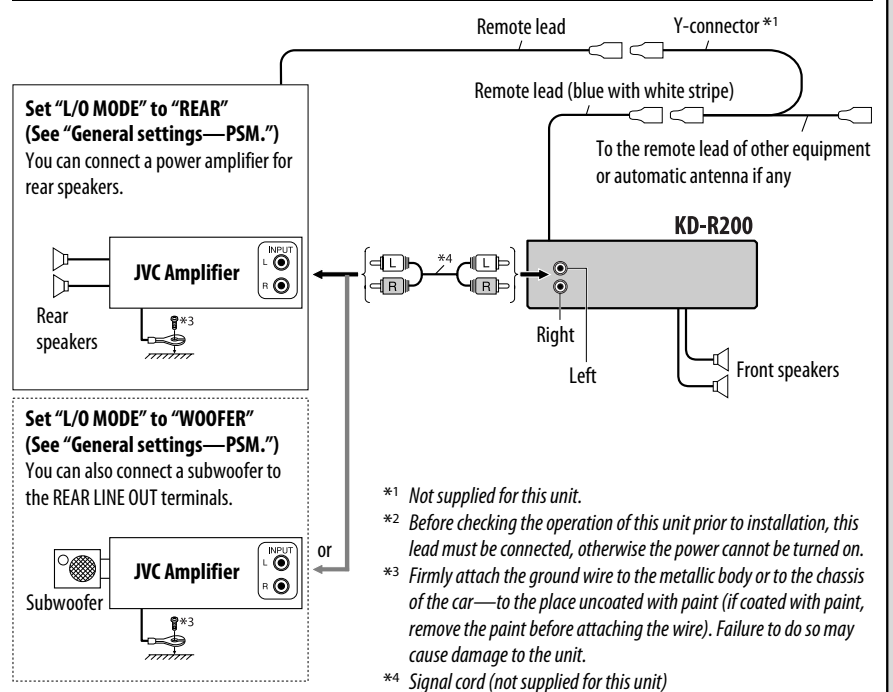 Remote lead
Y-connector *1
Remote lead (blue with white stripe)
To the remote lead of other equipment
or automatic antenna if any
Set “L/O MODE” to “REAR”
(See “General settings—PSM.”)
You can connect a power amplifier for
rear speakers.
JVC Amplifier
INPUT
L
R
Rear
speakers
*3
L
R
*4
L
R
KD-R200
Right
Left
Front speakers
Set “L/O MODE” to “WOOFER”
(See “General settings—PSM.”)
You can also connect a subwoofer to
the REAR LINE OUT terminals.
JVC Amplifier
INPUT
L
R
Subwoofer
*3
or
*1 Not supplied for this unit.
*2 Before checking the operation of this unit prior to installation, this
lead must be connected, otherwise the power cannot be turned on.
*3 Firmly attach the ground wire to the metallic body or to the chassis
of the car—to the place uncoated with paint (if coated with paint,
remove the paint before attaching the wire). Failure to do so may
cause damage to the unit.
*4 Signal cord (not supplied for this unit)